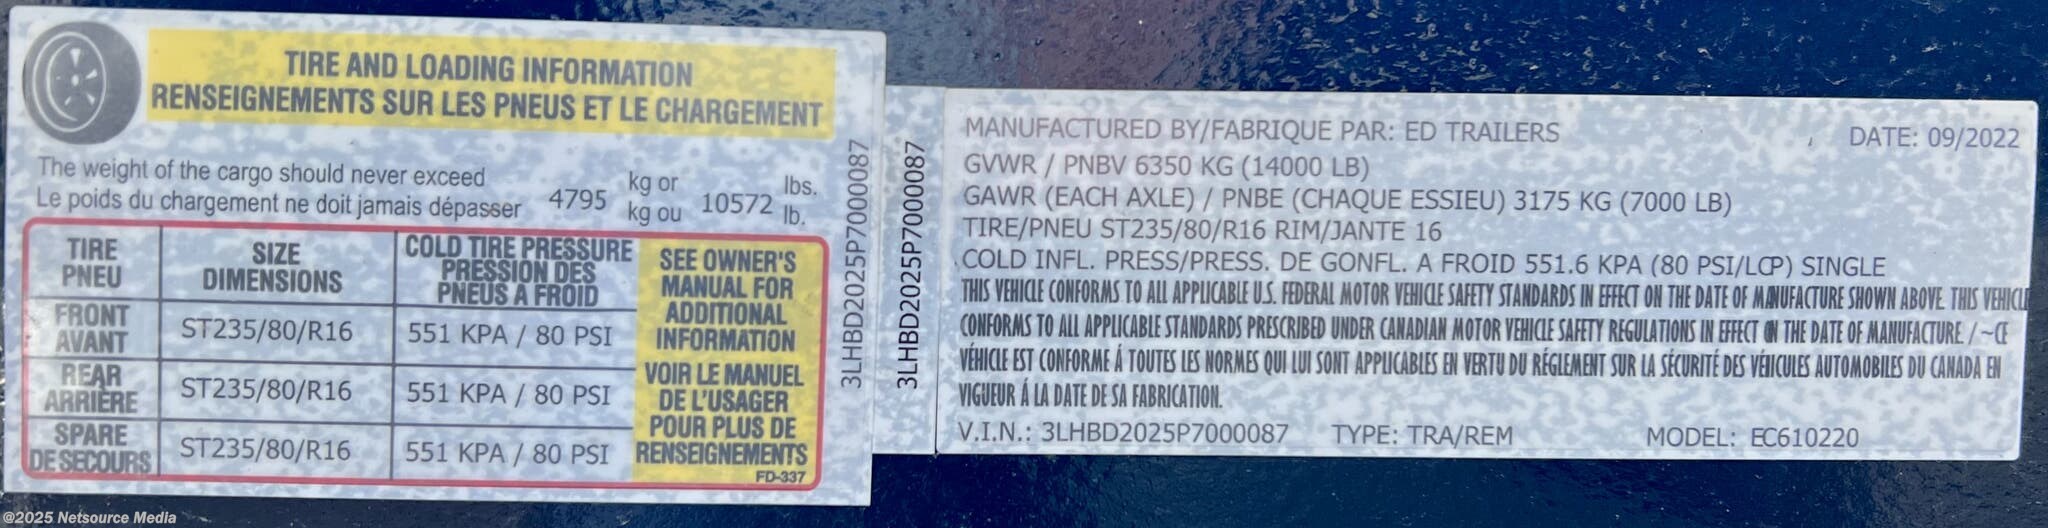 TIRE AND LOADING INFORMATION
RENSEIGNEMENTS SUR LES PNEUS ET LE CHARGEMENT
The weight of the cargo should never exceed
Le poids du chargement ne doit jamais dépasser
4795
kg or
kg ou
10572
lbs.
lb.
TIRE
PNEU
SIZE
DIMENSIONS
COLD TIRE PRESSURE
PRESSION DES
PNEUS A FROID
FRONT
AVANT
ST235/80/R16
551 KPA / 80 PSI
REAR
ARRIÈRE
ST235/80/R16
551 KPA / 80 PSI
SPARE
DE SECOURS
ST235/80/R16
551 KPA / 80 PSI
SEE OWNER'S
MANUAL FOR
ADDITIONAL
INFORMATION
VOIR LE MANUEL
DE L'USAGER
POUR PLUS DE
RENSEIGNEMENTS
FD-337
3LHBD2025P7000087
3LHBD2025P7000087
MANUFACTURED BY/FABRIQUE PAR: ED TRAILERS
DATE: 09/2022
GVWR / PNBV 6350 KG (14000 LB)
GAWR (EACH AXLE) / PNBE (CHAQUE ESSIEU) 3175 KG (7000 LB)
TIRE/PNEU ST235/80/R16 RIM/JANTE 16
COLD INFL. PRESS/PRESS. DE GONFL. A FROID 551.6 KPA (80 PSI/LCP) SINGLE
THIS VEHICLE CONFORMS TO ALL APPLICABLE U.S. FEDERAL MOTOR VEHICLE SAFETY STANDARDS IN EFFECT ON THE DATE OF MANUFACTURE SHOWN ABOVE. THIS VEHICLE
CONFORMS TO ALL APPLICABLE STANDARDS PRESCRIBED UNDER CANADIAN MOTOR VEHICLE SAFETY REGULATIONS IN EFFECT ON THE DATE OF MANUFACTURE / ~CE
VÉHICLE EST CONFORME Á TOUTES LES NORMES QUI LUI SONT APPLICABLES EN VERTU DU RÉGLEMENT SUR LA SÉCURITÉ DES VÉHICULES AUTOMOBILES DU CANADA EN
VIGUEUR Á LA DATE DE SA FABRICATION.
V.I.N.: 3LHBD2025P7000087 TYPE: TRA/REM MODEL: EC610220
©2025 Netsource Media